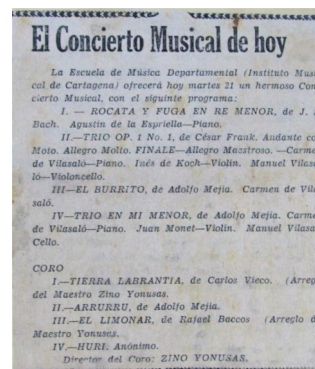 El Concierto Musical de hoy
La Escuela de Música Departamental (Instituto Musi
cal de Cartagena) ofrecerá hoy martes 21 un hermoso Con
cierto Musical, con el siguiente programa:
I. — ROCATA Y FUGA EN RE MENOR, de J.
Bach. Agustín de la Espriella—Piano.
II.—TRIO OP. 1 No. 1, de César Frank. Andante co
Moto. Allegro Molto. FINALE—Allegro Maestroso. —Carme
de Vilasaló—Piano. Inés de Koch—Violín. Manuel Vilas
ló—Violoncello.
III—EL BURRITO, de Adolfo Mejía. Carmen de Vil
saló.
IV—TRIO EN MI MENOR, de Adolfo Mejía. Carme
de Vilasaló—Piano. Juan Monet—Violín. Manuel Vilasa
Cello.
CORO
I.—TIERRA LABRANTIA, de Carlos Vieco. (Arreg
del Maestro Zino Yonusas.
II.—ARRURRU, de Adolfo Mejía.
III.—EL LIMONAR, de Rafael Baccos (Arreglo d
Maestro Yonusas.
IV.—HURI. Anónimo.
Director del Coro: ZINO YONUSAS.